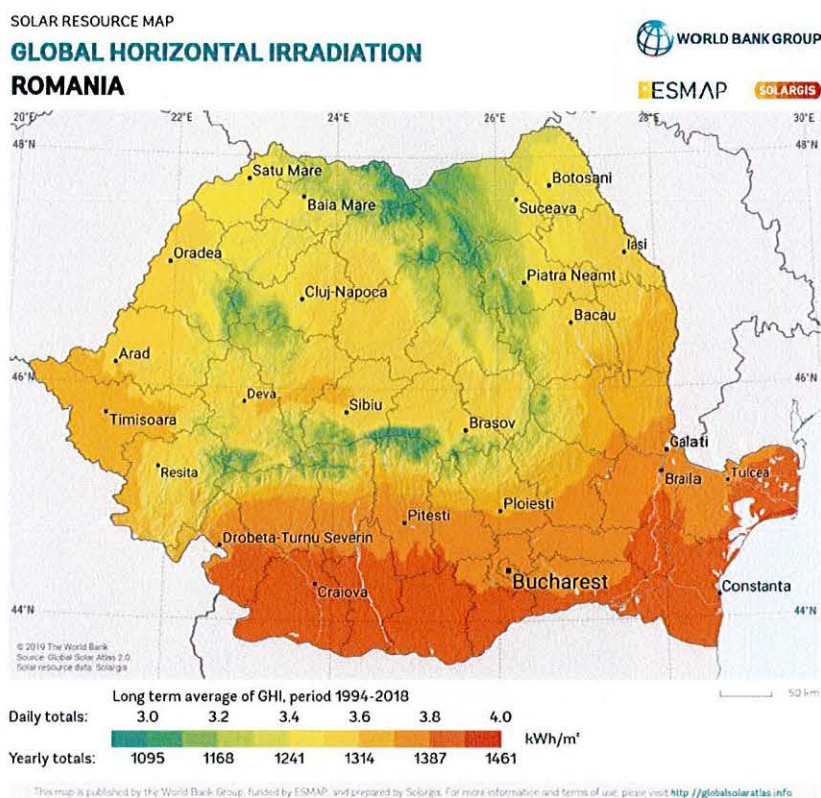 SOLAR RESOURCE MAP
GLOBAL HORIZONTAL IRRADIATION
ROMANIA
WORLD BANK GROUP
ESMAP SOLARGIS
20°E 22°E 24°E 26°E 28°E 30°E
48°N 48°N
Satu Mare
Botosani
Baia Mare
Suceava
Iasi
Oradea
Piatra Neamt
Cluj-Napoca
Bacau
Arad
46°N 46°N
Deva
Sibiu
Timisoara
Brasov
Galati
Resita
Braila
Tulcea
Ploiesti
Pitesti
Drobeta-Turnu Severin
Bucharest
Craiova
Constanta
44°N 44°N
© 2019 The World Bank
Source: Global Solar Atlas 2.0
Solar resource data: Solargis
50 km
Long term average of GHI, period 1994-2018
Daily totals: 3.0 3.2 3.4 3.6 3.8 4.0
kWh/m²
Yearly totals: 1095 1168 1241 1314 1387 1461
This map is published by the World Bank Group, funded by ESMAP, and prepared by Solargis. For more information and terms of use, please visit http://globalsolaratlas.info